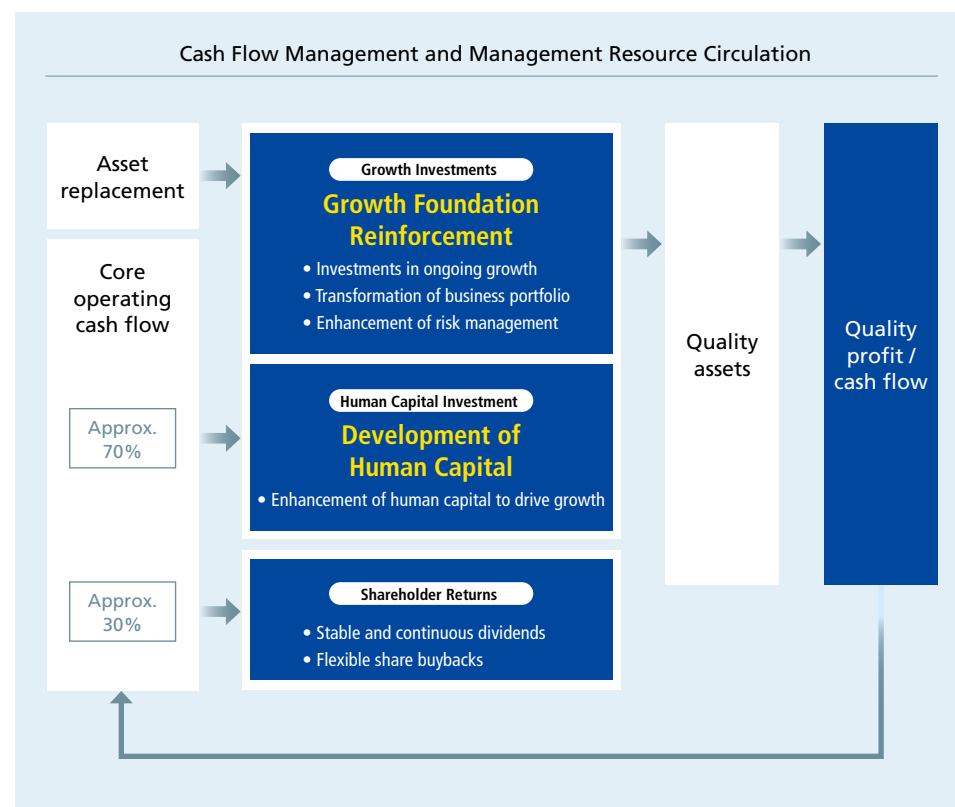 Cash Flow Management and Management Resource Circulation
Asset
replacement
Core
operating
cash flow
Approx.
70%
Approx.
30%
Growth Investments
Growth Foundation
Reinforcement
• Investments in ongoing growth
• Transformation of business portfolio
• Enhancement of risk management
Human Capital Investment
Development of
Human Capital
• Enhancement of human capital to drive growth
Shareholder Returns
• Stable and continuous dividends
• Flexible share buybacks
Quality
assets
Quality
profit /
cash flow